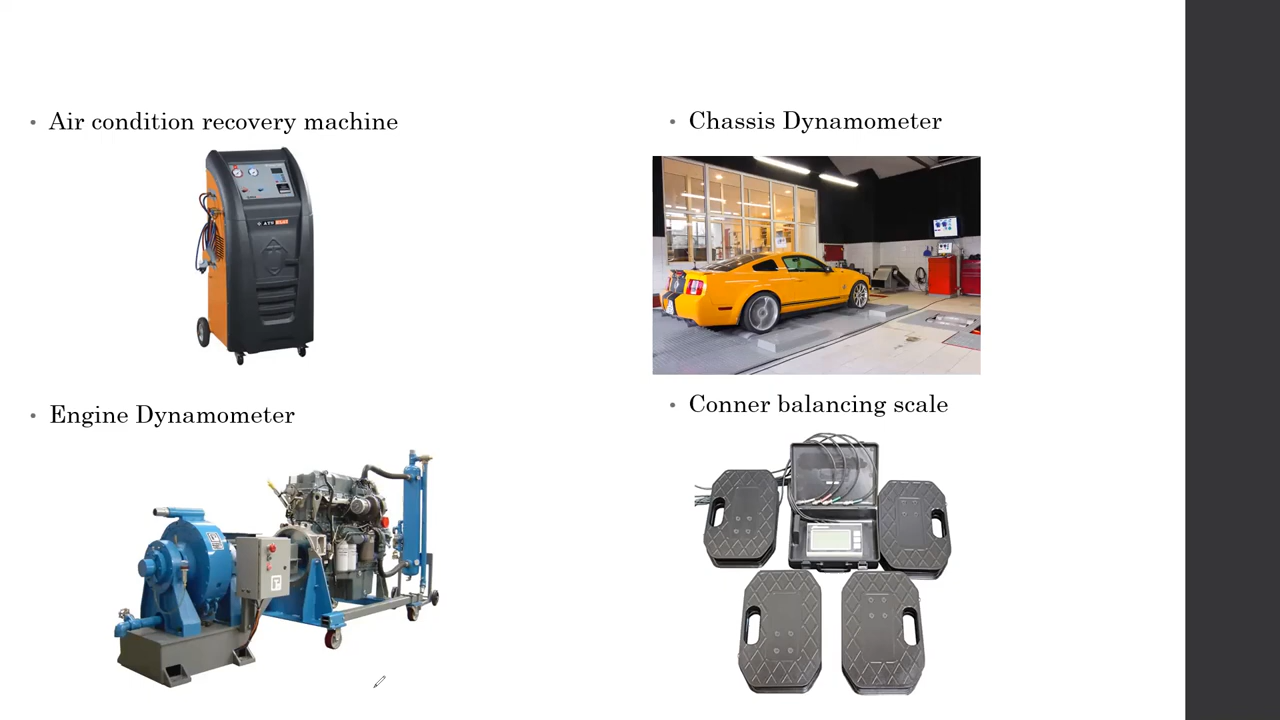 Air condition recovery machine
Chassis Dynamometer
Engine Dynamometer
Conner balancing scale